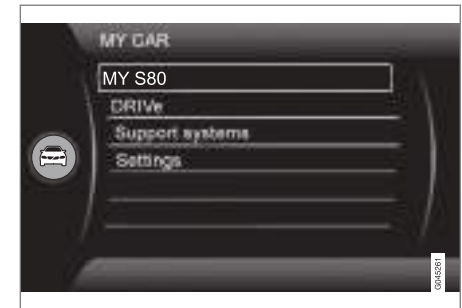 MY CAR
MY S80
DRIVe
Support systems
Settings
G045261